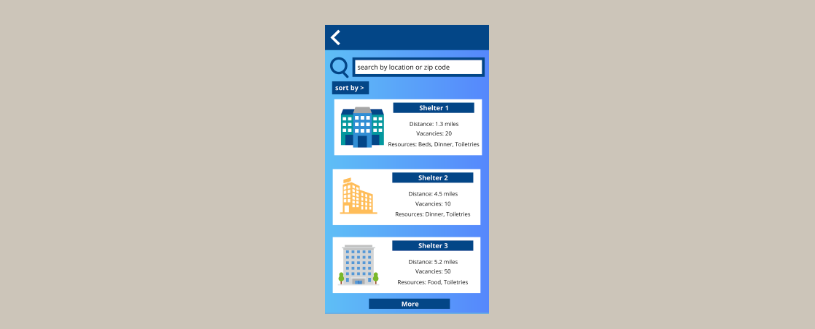 search by location or zip code
sort by >
Shelter 1
Distance: 1.3 miles
Vacancies: 20
Resources: Beds, Dinner, Toiletries
Shelter 2
Distance: 4.5 miles
Vacancies: 10
Resources: Dinner, Toiletries
Shelter 3
Distance: 5.2 miles
Vacancies: 50
Resources: Food, Toiletries
More